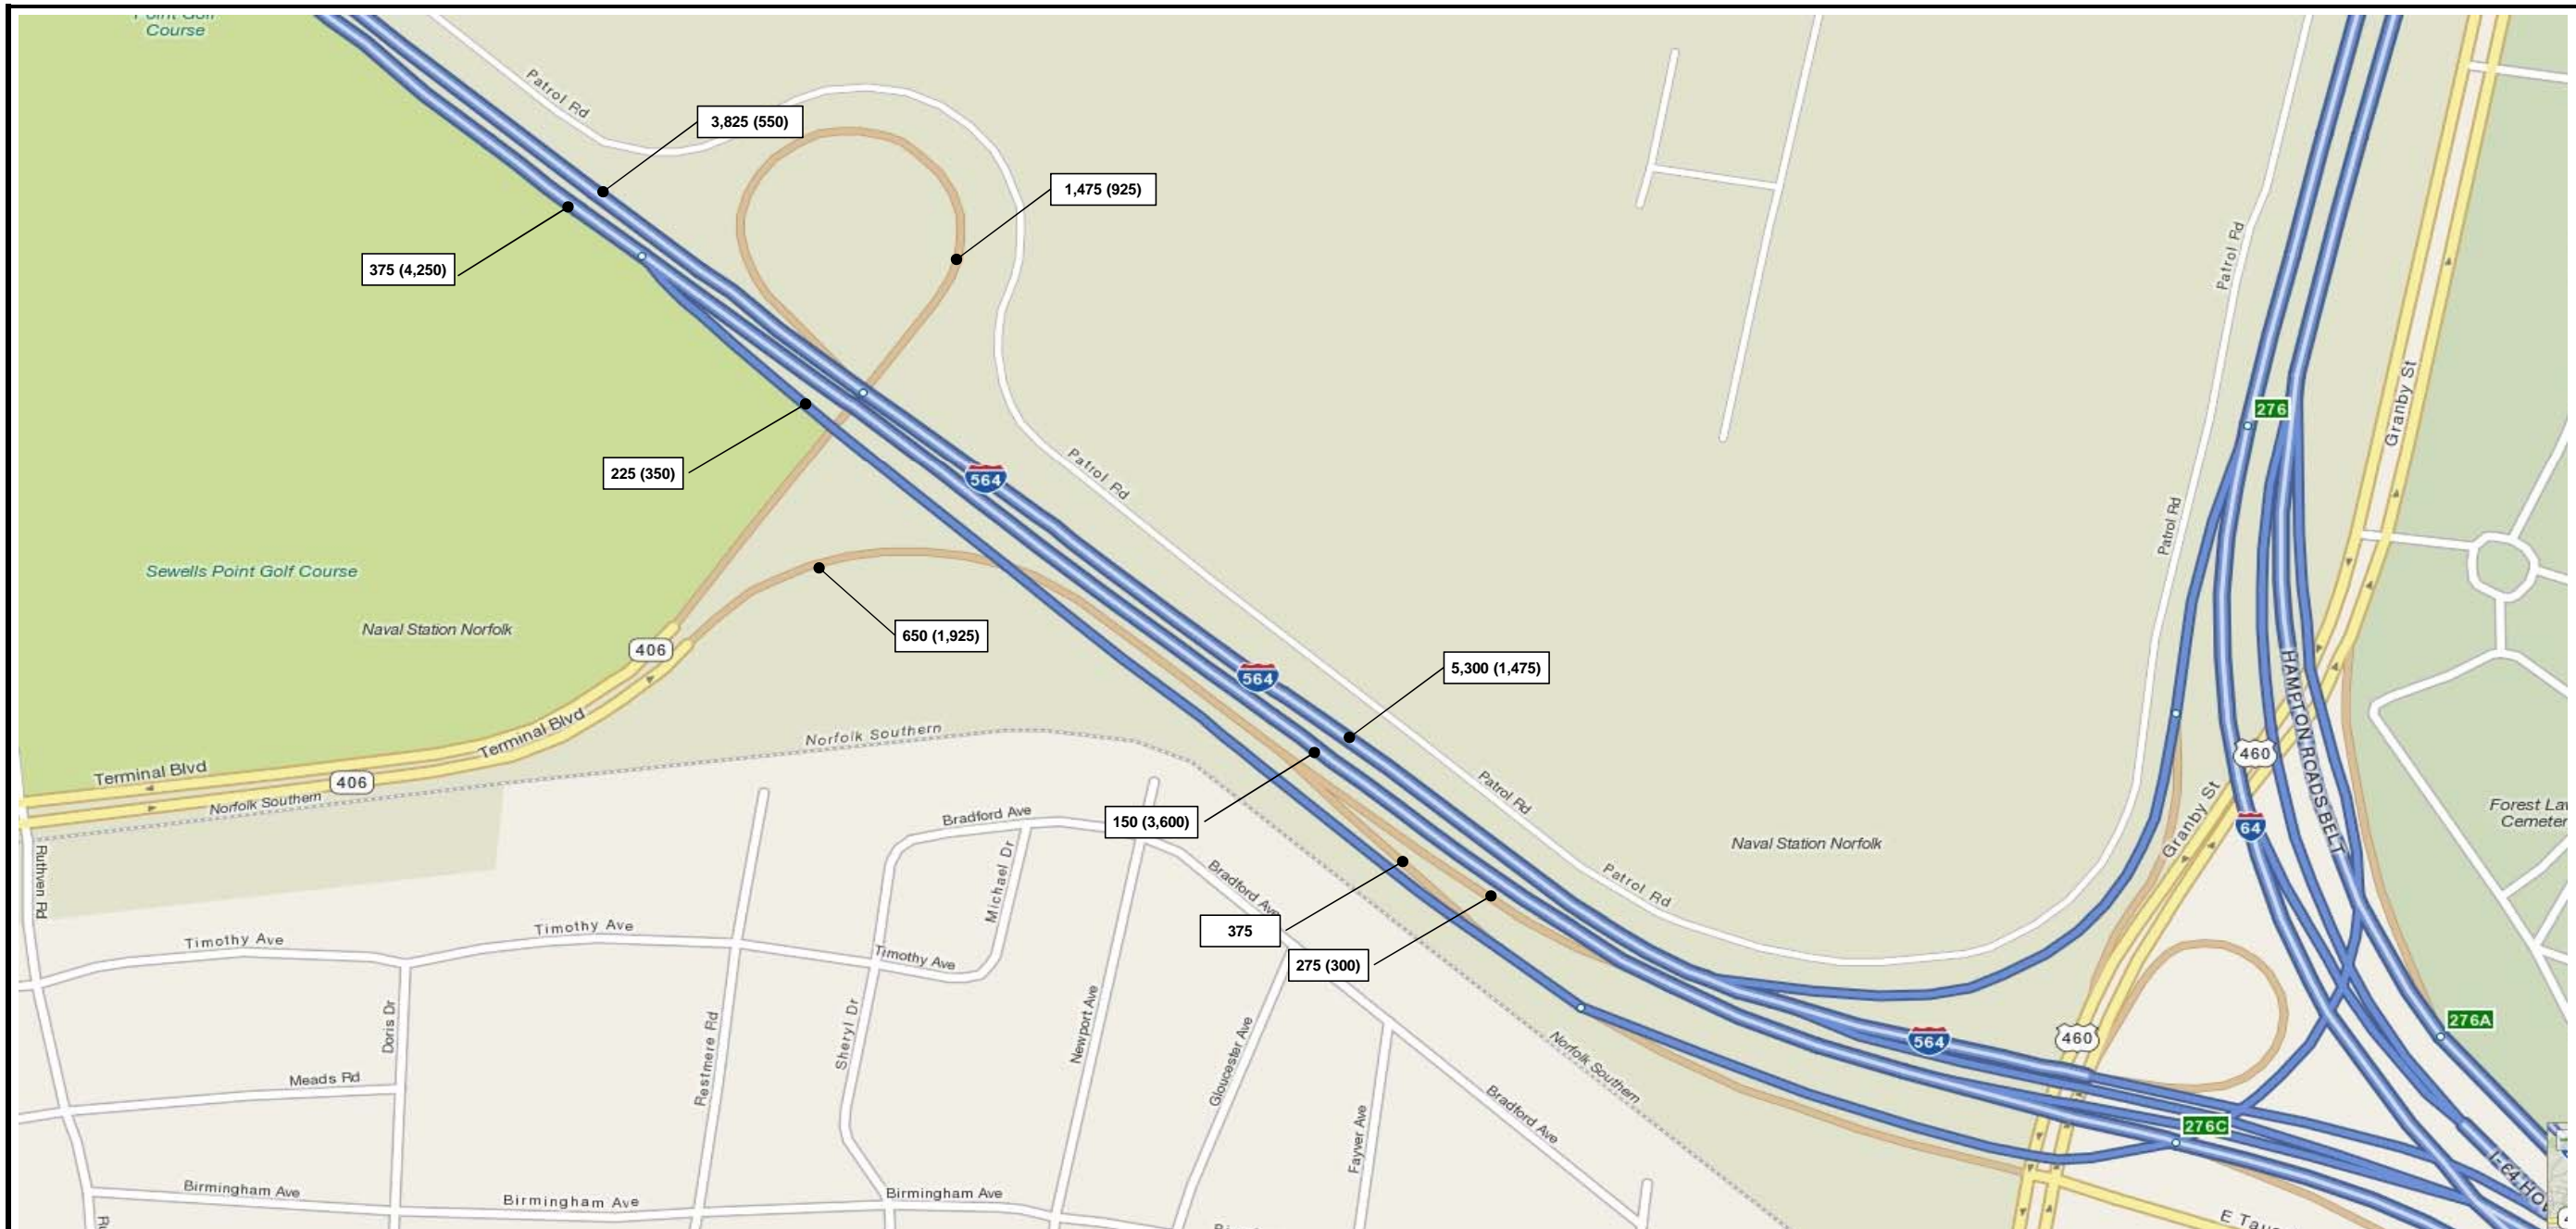 Course
Patrol Rd
3,825 (550)
1,475 (925)
375 (4,250)
Patrol Rd
276
Granby St
225 (350)
564
Patrol Rd
Patrol Rd
Sewells Point Golf Course
Naval Station Norfolk
406
650 (1,925)
564
5,300 (1,475)
HAMPTON ROADS BELT
Terminal Blvd
Norfolk Southern
Terminal Blvd
406
Norfolk Southern
460
Patrol Rd
150 (3,600)
Bradford Ave
Granby St
64
Naval Station Norfolk
Cemeter
Ruthven Rd
Michael Dr
Bradford Ave
Patrol Rd
375
275 (300)
Timothy Ave
Timothy Ave
Timothy Ave
Doris Dr
Restmere Rd
Sheryl Dr
Newport Ave
Gloucester Ave
Norfolk Southern
564
460
276A
Meads Rd
Fayver Ave
Bradford Ave
276C
Birmingham Ave
Birmingham Ave
Birmingham Ave